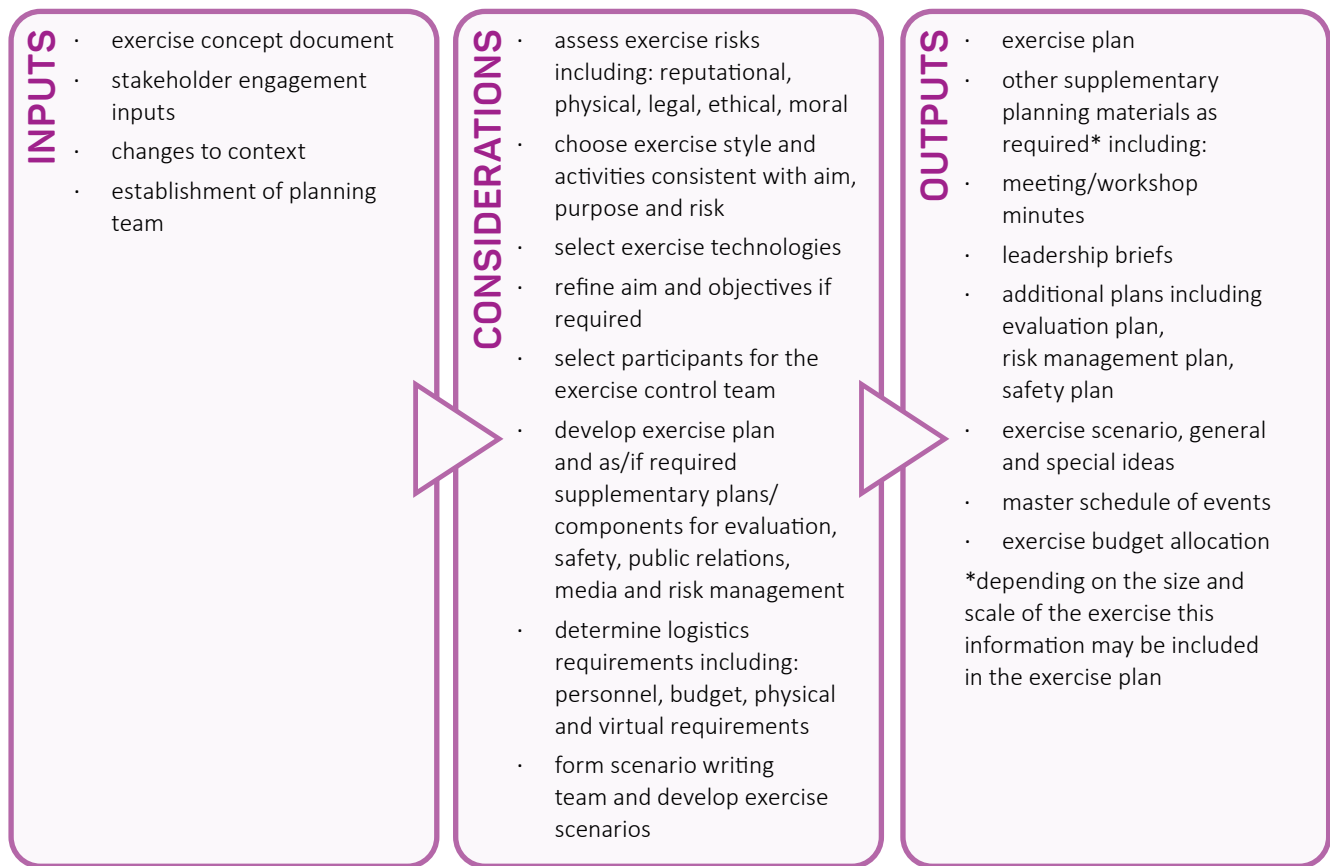 INPUTS
· exercise concept document
· stakeholder engagement
inputs
· changes to context
· establishment of planning
team
CONSIDERATIONS
· assess exercise risks
including: reputational,
physical, legal, ethical, moral
· choose exercise style and
activities consistent with aim,
purpose and risk
· select exercise technologies
· refine aim and objectives if
required
· select participants for the
exercise control team
· develop exercise plan
and as/if required
supplementary plans/
components for evaluation,
safety, public relations,
media and risk management
· determine logistics
requirements including:
personnel, budget, physical
and virtual requirements
· form scenario writing
team and develop exercise
scenarios
OUTPUTS
· exercise plan
· other supplementary
planning materials as
required* including:
· meeting/workshop
minutes
· leadership briefs
· additional plans including
evaluation plan,
risk management plan,
safety plan
· exercise scenario, general
and special ideas
· master schedule of events
· exercise budget allocation
*depending on the size and
scale of the exercise this
information may be included
in the exercise plan